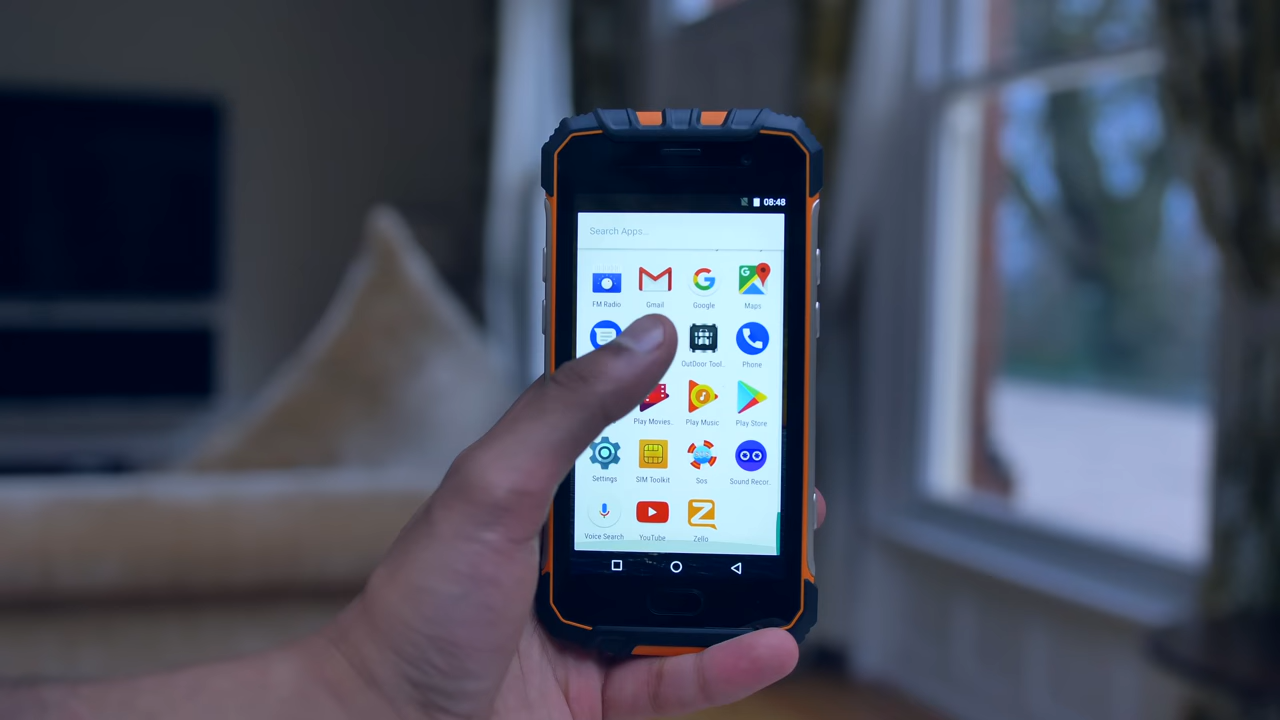 08:48
Search Apps...
FM Radio Gmail Google Maps
G
OutDoor Tool.. Phone
Play Movies.. Play Music Play Store
Settings SIM Toolkit Sos Sound Recor..
Voice Search YouTube Zello